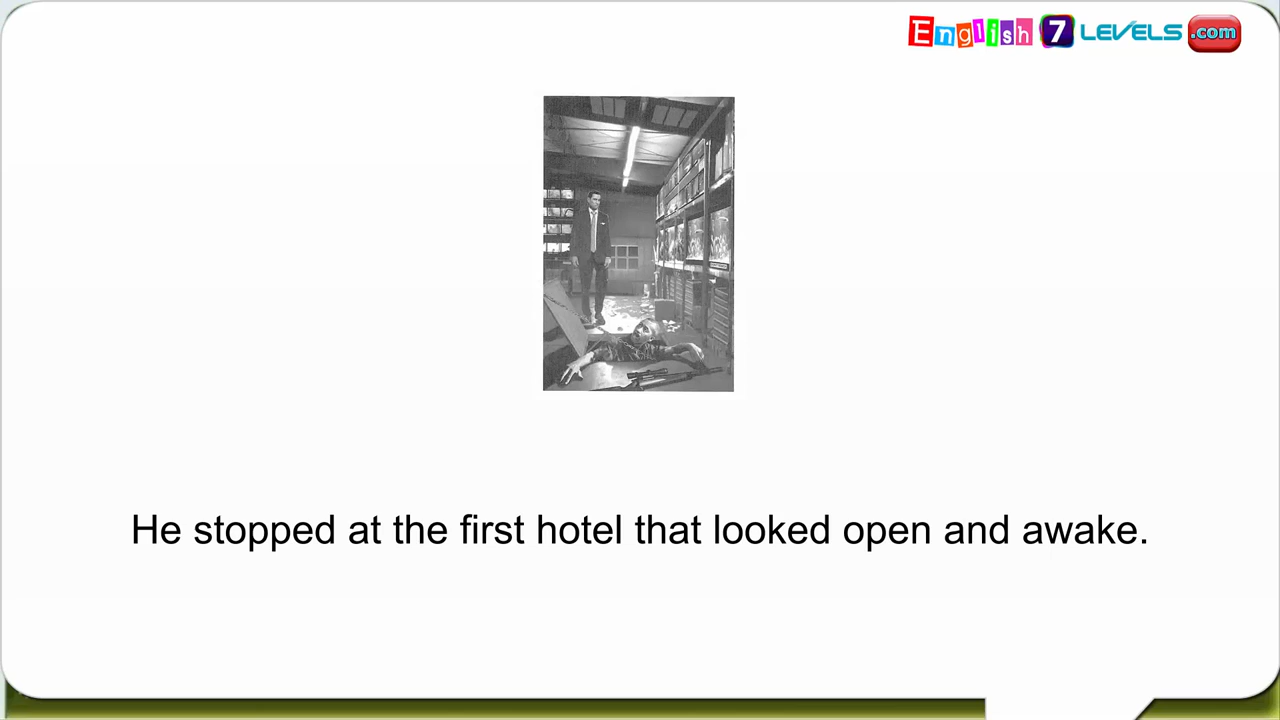 English 7 LEVELS .com
He stopped at the first hotel that looked open and awake.